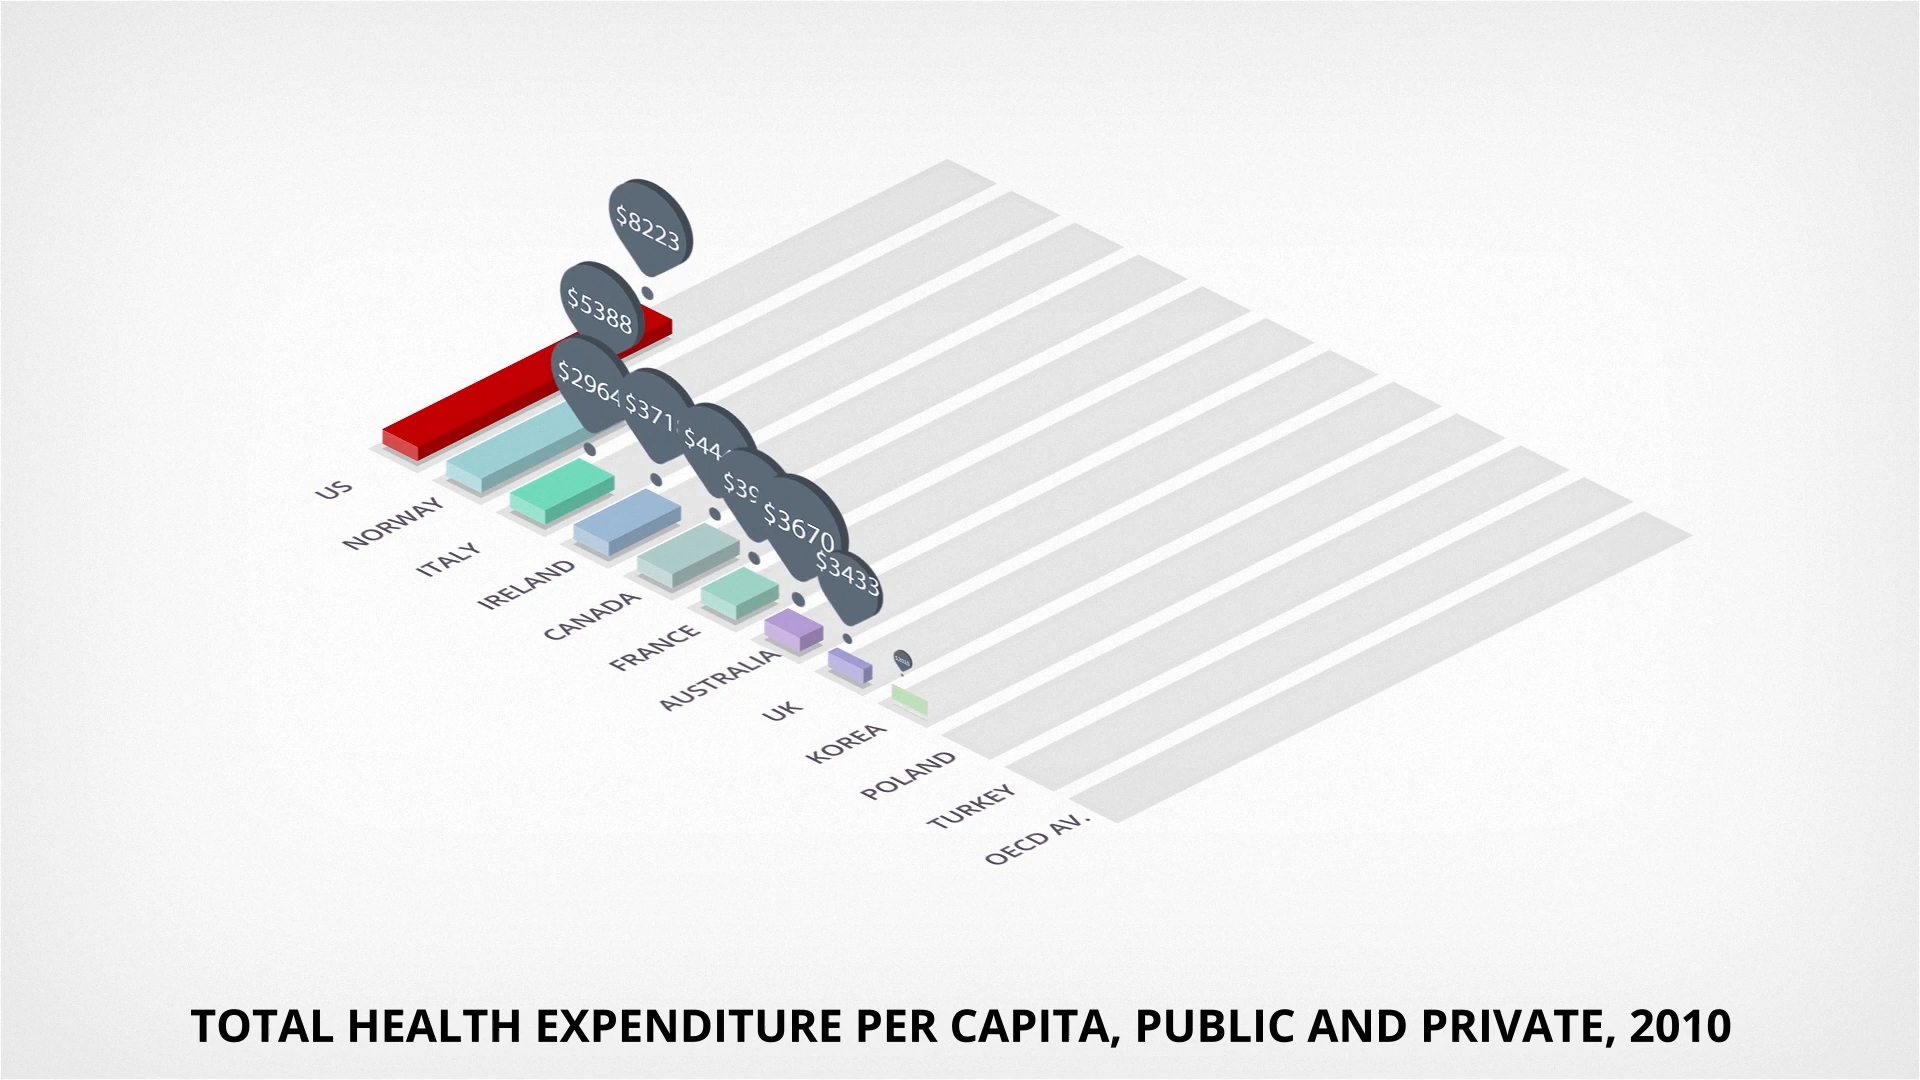 $8223
$5388
$2964
$3670
$3433
US
NORWAY
ITALY
IRELAND
CANADA
FRANCE
AUSTRALIA
UK
KOREA
POLAND
TURKEY
OECD AV.
TOTAL HEALTH EXPENDITURE PER CAPITA, PUBLIC AND PRIVATE, 2010